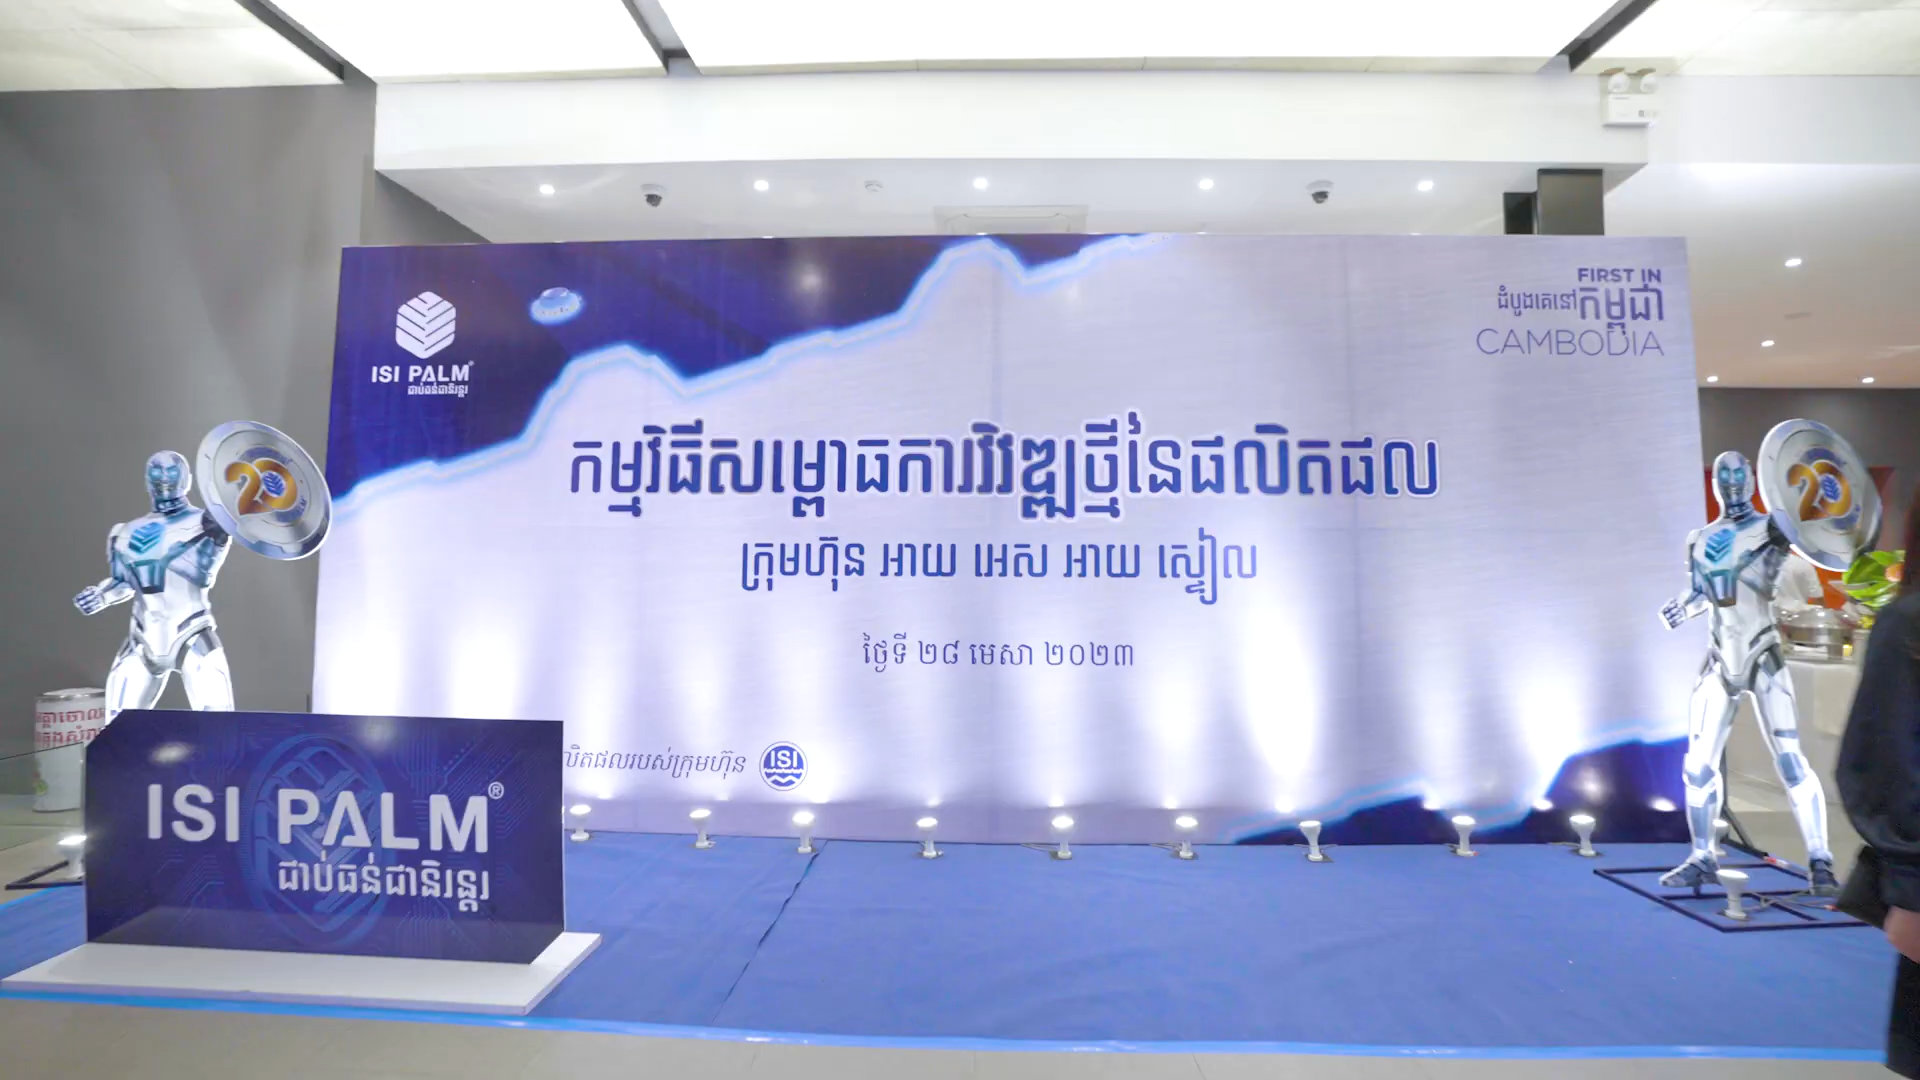 FIRST IN
ដំបូងគេនៅកម្ពុជា
CAMBODIA
ISI PALM®
ជាប់ធន់ជានិរន្តរ
កម្មវិធីសម្ពោធការវិវឌ្ឍថ្មីនៃផលិតផល
ក្រុមហ៊ុន អាយ អេស អាយ ស្ទៀល
ថ្ងៃទី ២៨ មេសា ២០២៣
20
20
លិតផលរបស់ក្រុមហ៊ុន ISI
ISI PALM®
ជាប់ធន់ជានិរន្តរ